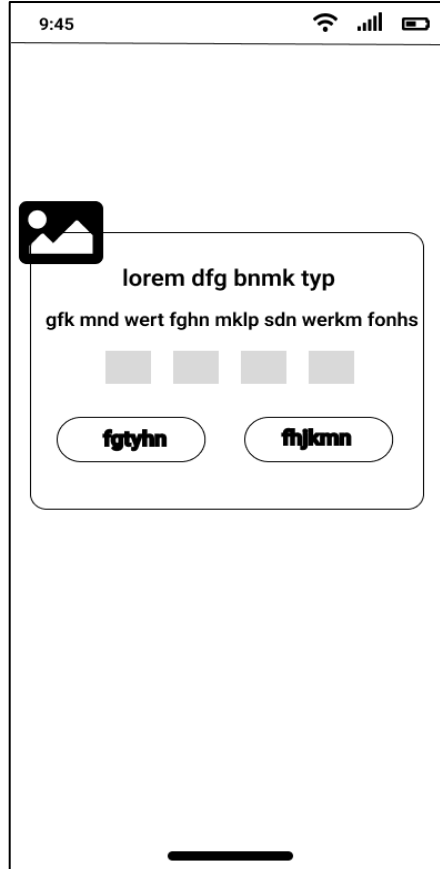 9:45
lorem dfg bnmk typ
gfk mnd wert fghn mklp sdn werkm fonhs
fgtyhn fhjkmn